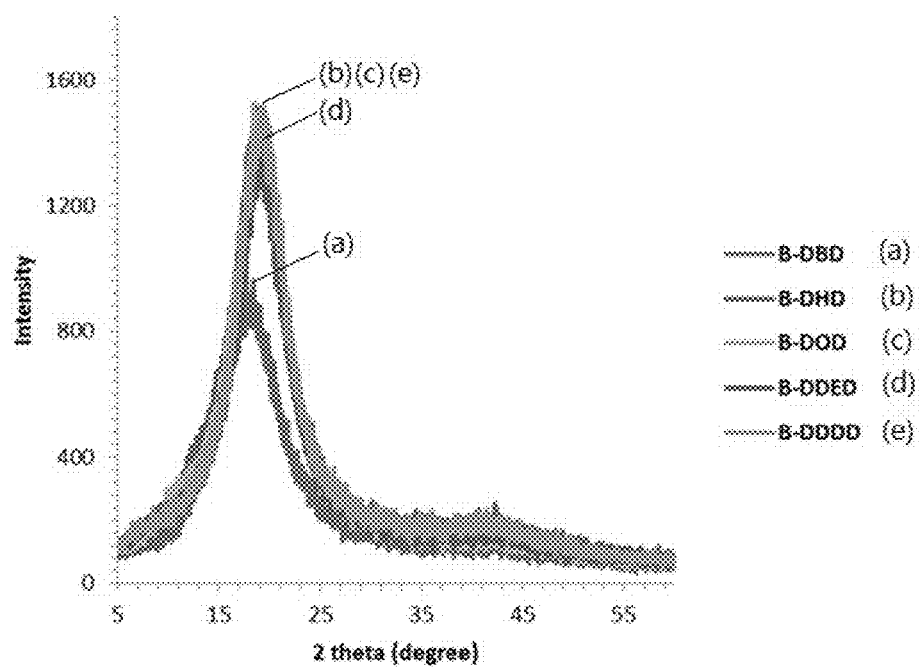 1600
1200
800
400
0
Intensity
(b)(c)(e)
(d)
(a)
B-DBD (a)
B-DHD (b)
B-DOD (c)
B-DDED (d)
B-DDDD (e)
5 15 25 35 45 55
2 theta (degree)